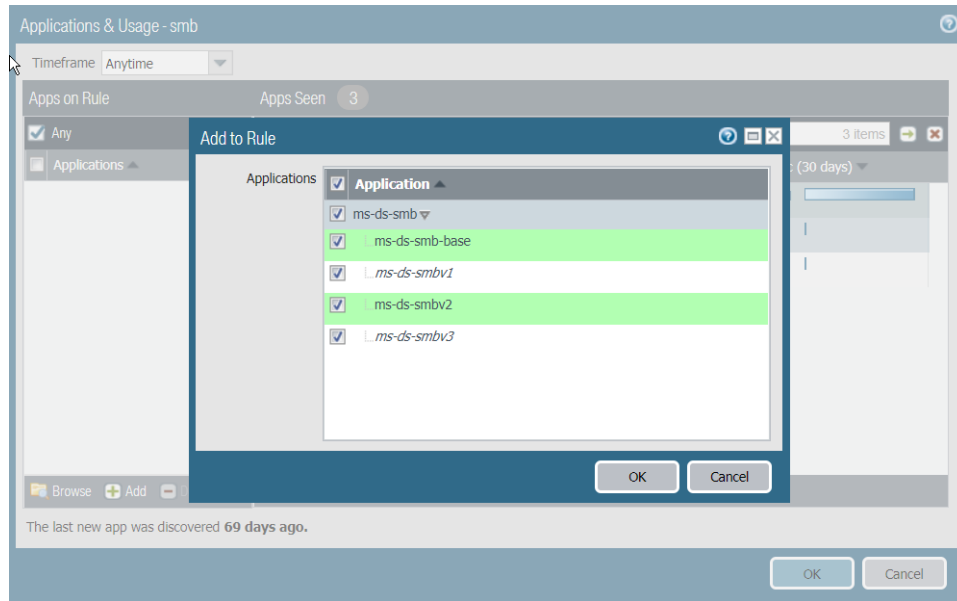 Applications & Usage - smb
Timeframe Anytime
Apps on Rule Apps Seen 3
Any 3 items
Applications (30 days)
Add to Rule
Applications Application
ms-ds-smb
ms-ds-smb-base
ms-ds-smbv1
ms-ds-smbv2
ms-ds-smbv3
OK Cancel
Browse Add
The last new app was discovered 69 days ago.
OK Cancel